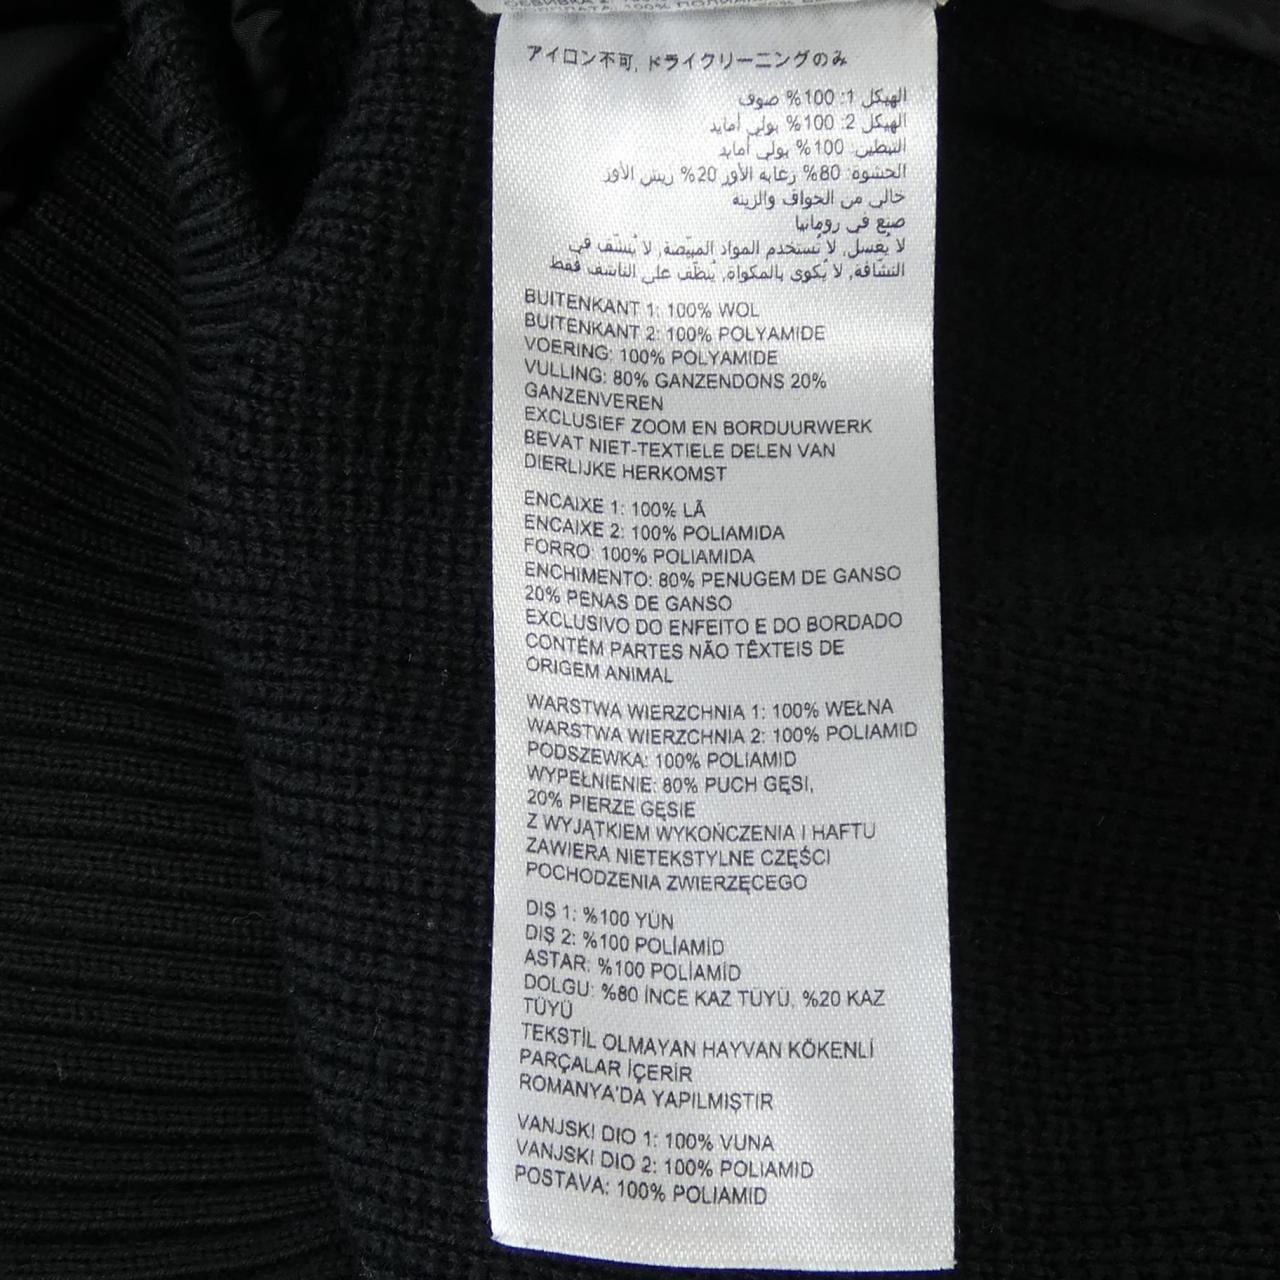 アイロン不可, ドライクリーニングのみ
الهيكل 1: 100% صوف
الهيكل 2: 100% بولي أمايد
التبطين: 100% بولي أمايد
الحشوة: 80% زغابة الأوز 20% ريش الأوز
خالي من الحواف والزينة
صنع في رومانيا
لا يُغسل, لا تُستخدم المواد المبيّضة, لا يُنشّف في
النشّافة, لا يُكوى بالمكواة, يُنظّف على الناشف فقط
BUITENKANT 1: 100% WOL
BUITENKANT 2: 100% POLYAMIDE
VOERING: 100% POLYAMIDE
VULLING: 80% GANZENDONS 20%
GANZENVEREN
EXCLUSIEF ZOOM EN BORDUURWERK
BEVAT NIET-TEXTIELE DELEN VAN
DIERLIJKE HERKOMST
ENCAIXE 1: 100% LÃ
ENCAIXE 2: 100% POLIAMIDA
FORRO: 100% POLIAMIDA
ENCHIMENTO: 80% PENUGEM DE GANSO
20% PENAS DE GANSO
EXCLUSIVO DO ENFEITO E DO BORDADO
CONTÉM PARTES NÃO TÊXTEIS DE
ORIGEM ANIMAL
WARSTWA WIERZCHNIA 1: 100% WEŁNA
WARSTWA WIERZCHNIA 2: 100% POLIAMID
PODSZEWKA: 100% POLIAMID
WYPEŁNIENIE: 80% PUCH GĘSI,
20% PIERZE GĘSIE
Z WYJĄTKIEM WYKOŃCZENIA I HAFTU
ZAWIERA NIETEKSTYLNE CZĘŚCI
POCHODZENIA ZWIERZĘCEGO
DIŞ 1: %100 YÜN
DIŞ 2: %100 POLİAMİD
ASTAR: %100 POLİAMİD
DOLGU: %80 İNCE KAZ TÜYÜ, %20 KAZ
TÜYÜ
TEKSTİL OLMAYAN HAYVAN KÖKENLİ
PARÇALAR İÇERİR
ROMANYA'DA YAPILMIŞTIR
VANJSKI DIO 1: 100% VUNA
VANJSKI DIO 2: 100% POLIAMID
POSTAVA: 100% POLIAMID